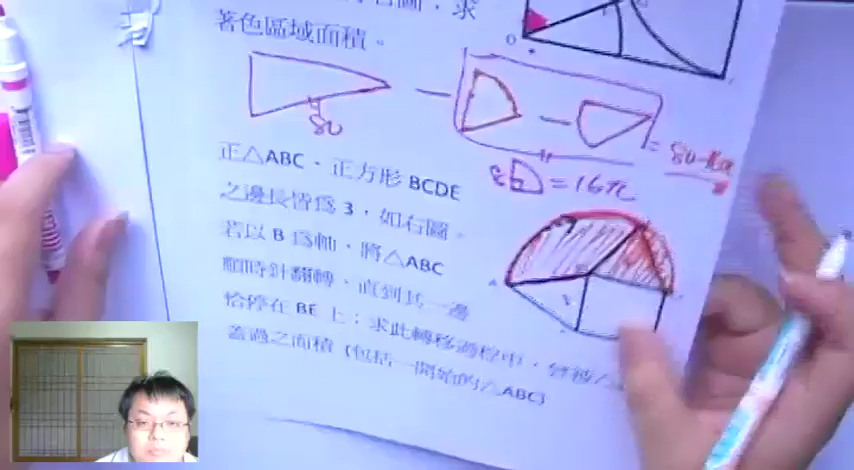 著色區域面積。
80
= 80-16π
8 = 16π
正△ABC、正方形 BCDE
之邊長皆為 3,如右圖。
若以 B 為軸,將△ABC
順時針翻轉,直到其一邊
恰停在 BE 上;求此轉移過程中,曾被△
蓋過之面積 (包括一開始的△ABC)